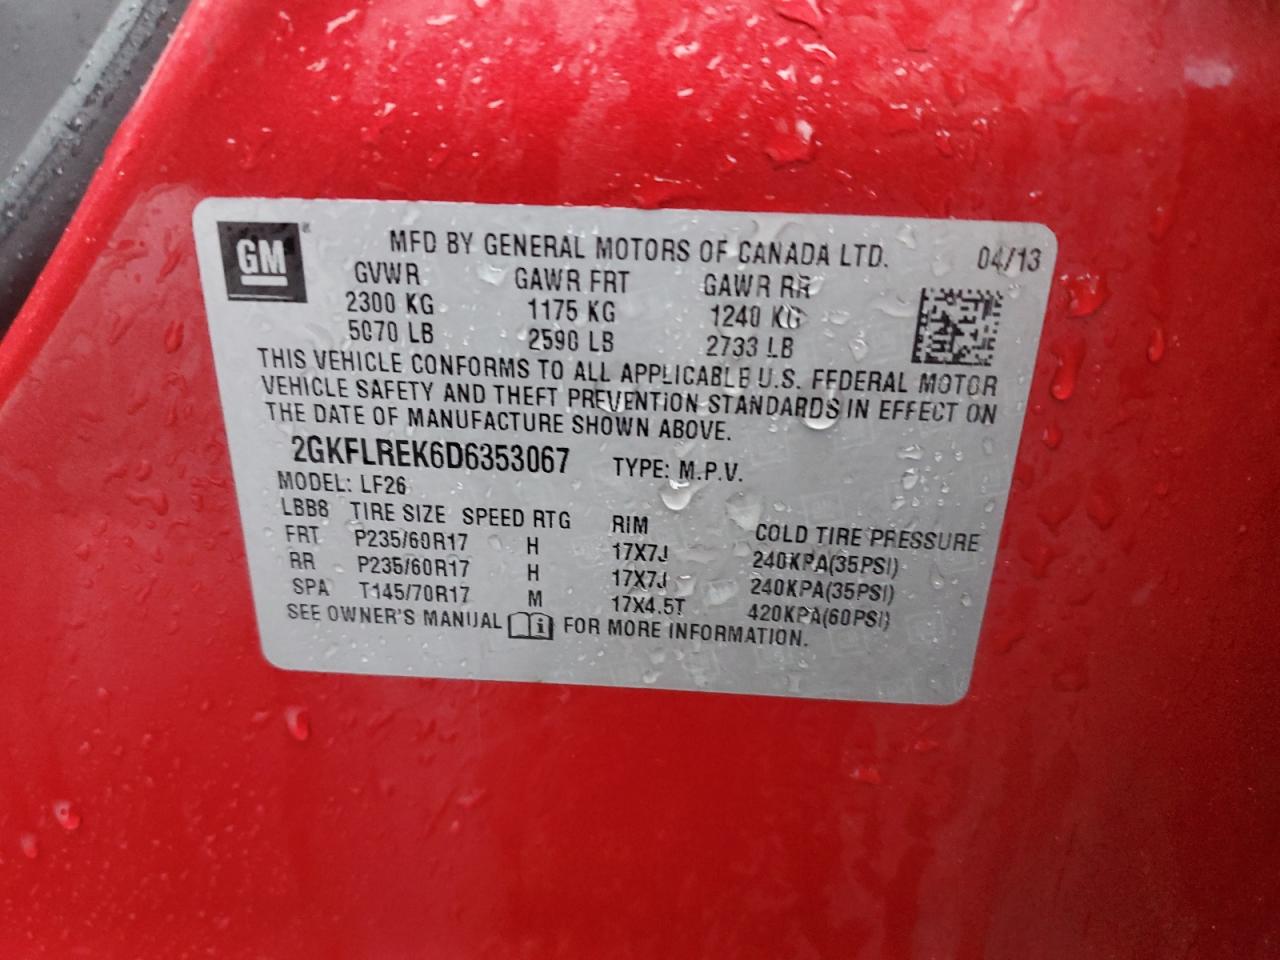 GM
MFD BY GENERAL MOTORS OF CANADA LTD. 04/13
GVWR GAWR FRT GAWR RR
2300 KG 1175 KG 1240 KG
5070 LB 2590 LB 2733 LB
THIS VEHICLE CONFORMS TO ALL APPLICABLE U.S. FEDERAL MOTOR
VEHICLE SAFETY AND THEFT PREVENTION STANDARDS IN EFFECT ON
THE DATE OF MANUFACTURE SHOWN ABOVE.
2GKFLREK6D6353067 TYPE: M.P.V.
MODEL: LF26
LBB8 TIRE SIZE SPEED RTG RIM COLD TIRE PRESSURE
FRT P235/60R17 H 17X7J 240KPA(35PSI)
RR P235/60R17 H 17X7J 240KPA(35PSI)
SPA T145/70R17 M 17X4.5T 420KPA(60PSI)
SEE OWNER'S MANUAL FOR MORE INFORMATION.